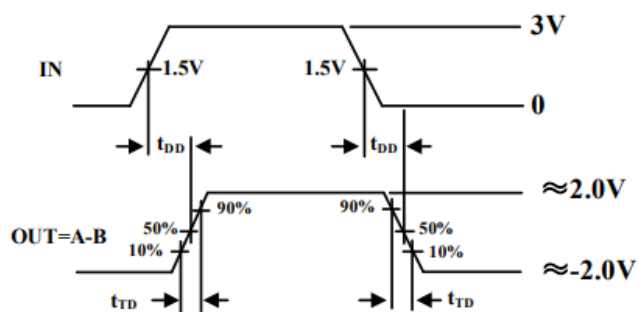 3V
IN
1.5V
1.5V
0
tDD
tDD
≈2.0V
90%
90%
OUT=A-B
50%
50%
10%
10%
≈-2.0V
tTD
tTD